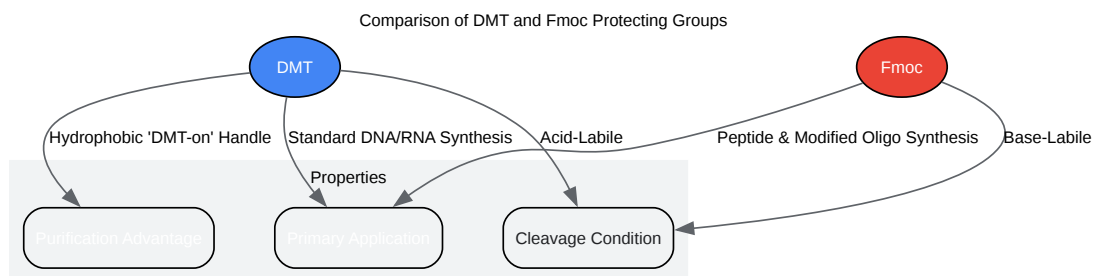 Comparison of DMT and Fmoc Protecting Groups
DMT
Fmoc
Hydrophobic 'DMT-on' Handle
Standard DNA/RNA Synthesis
Acid-Labile
Peptide & Modified Oligo Synthesis
Base-Labile
Properties
Purification Advantage
Primary Application
Cleavage Condition